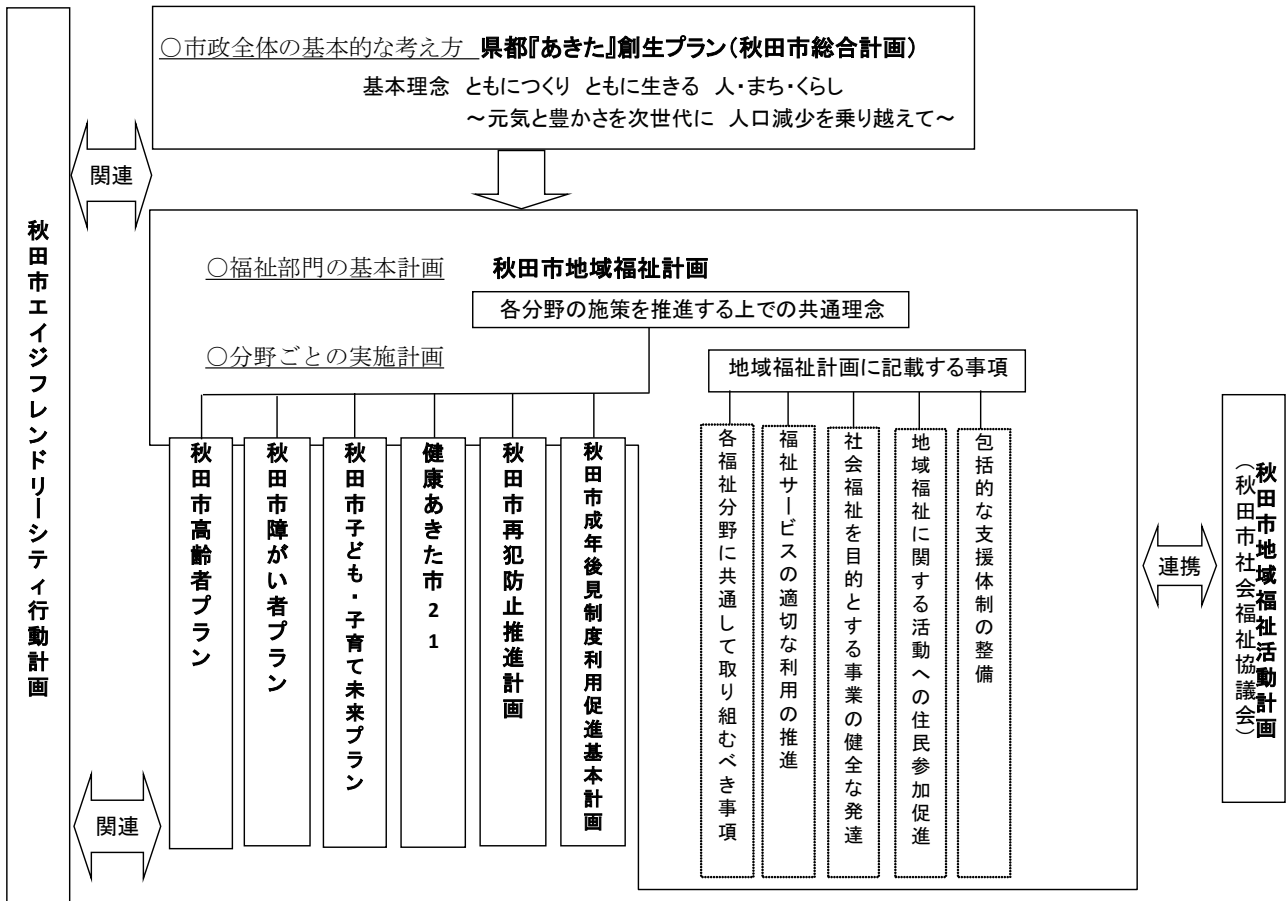 ○市政全体の基本的な考え方 県都『あきた』創生プラン（秋田市総合計画）
基本理念 ともにつくり ともに生きる 人・まち・くらし
～元気と豊かさを次世代に 人口減少を乗り越えて～
関連
秋田市エイジフレンドリーシティ行動計画
○福祉部門の基本計画 秋田市地域福祉計画
各分野の施策を推進する上での共通理念
○分野ごとの実施計画
地域福祉計画に記載する事項
秋田市高齢者プラン
秋田市障がい者プラン
秋田市子ども・子育て未来プラン
健康あきた市21
秋田市再犯防止推進計画
秋田市成年後見制度利用促進基本計画
各福祉分野に共通して取り組むべき事項
福祉サービスの適切な利用の推進
社会福祉を目的とする事業の健全な発達
地域福祉に関する活動への住民参加促進
包括的な支援体制の整備
連携
秋田市地域福祉活動計画
（秋田市社会福祉協議会）
関連